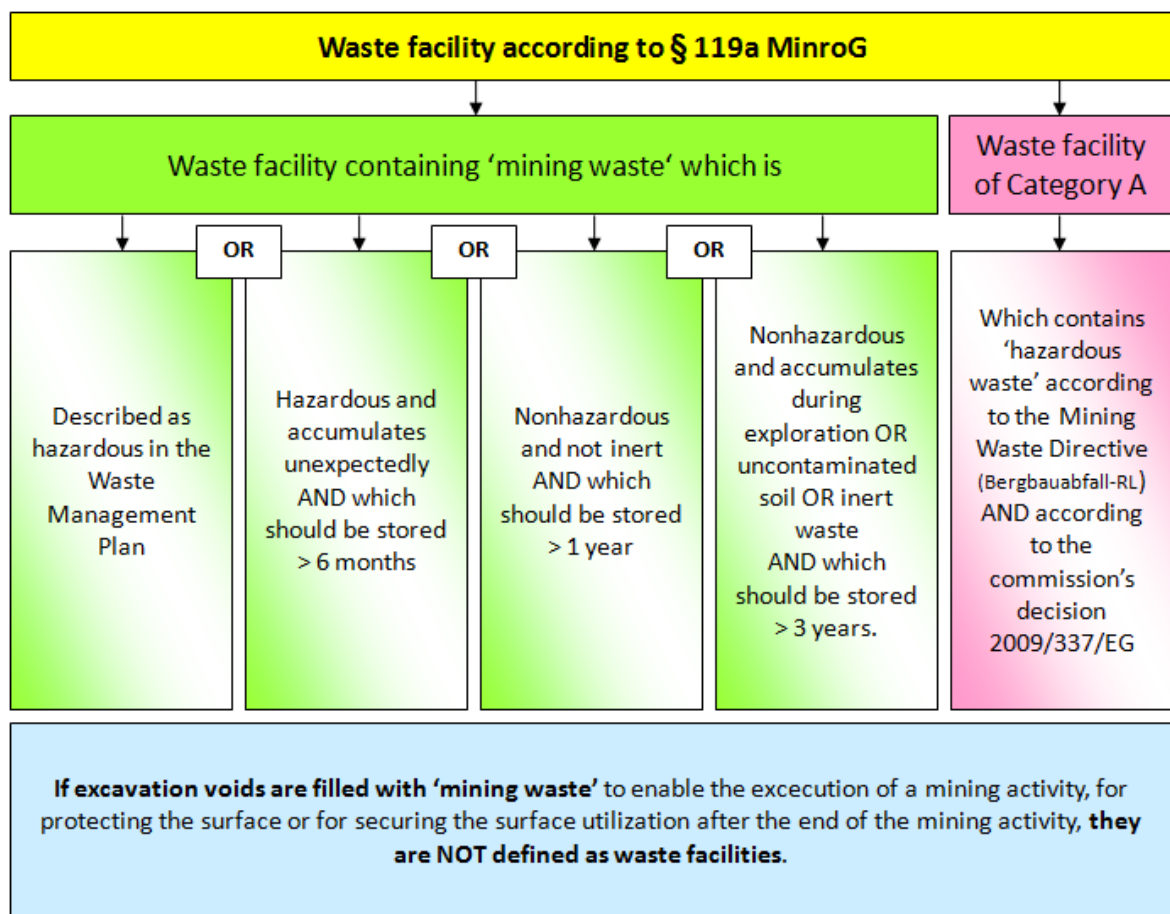 Waste facility according to § 119a MinroG
Waste facility containing ‘mining waste‘ which is
Waste facility
of Category A
OR
OR
OR
Described as
hazardous in the
Waste
Management
Plan
Hazardous and
accumulates
unexpectedly
AND which
should be stored
> 6 months
Nonhazardous
and not inert
AND which
should be stored
> 1 year
Nonhazardous
and accumulates
during
exploration OR
uncontaminated
soil OR inert
waste
AND which
should be stored
> 3 years.
Which contains
‘hazardous
waste’ according
to the Mining
Waste Directive
(Bergbauabfall-RL)
AND according
to the
commission’s
decision
2009/337/EG
If excavation voids are filled with ‘mining waste’ to enable the excecution of a mining activity, for
protecting the surface or for securing the surface utilization after the end of the mining activity, they
are NOT defined as waste facilities.